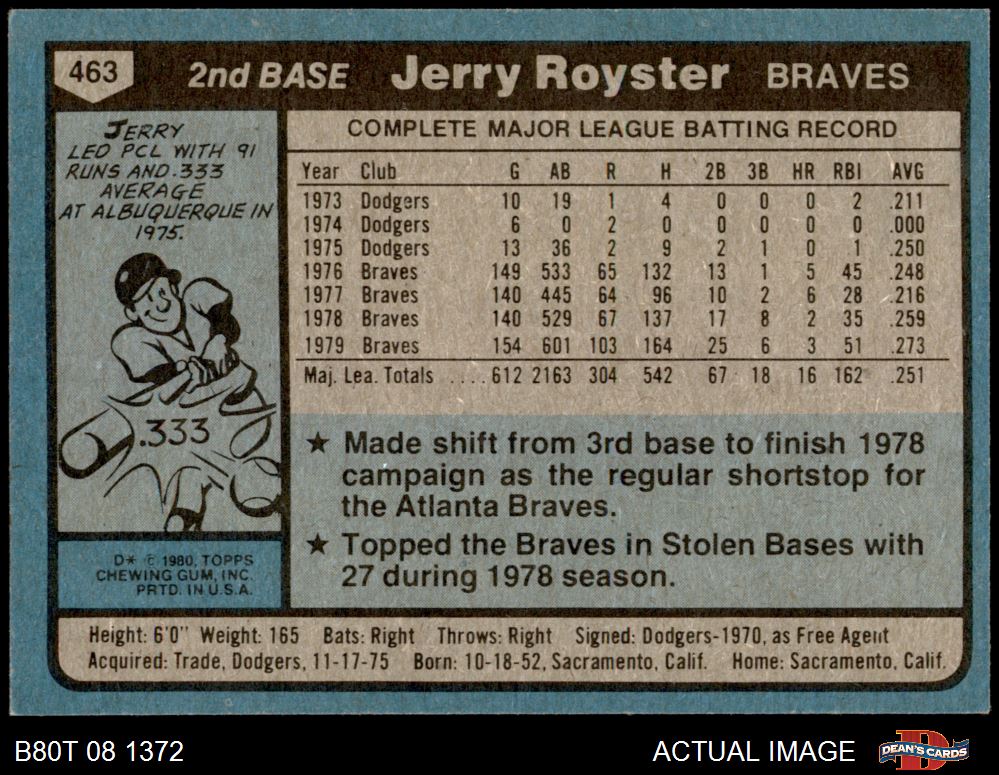 463 2nd BASE Jerry Royster BRAVES
JERRY
LED PCL WITH 91
RUNS AND .333
AVERAGE
AT ALBUQUERQUE IN
1975.
.333
D* © 1980, TOPPS
CHEWING GUM, INC.
PRTD. IN U.S.A.
COMPLETE MAJOR LEAGUE BATTING RECORD
Year Club G AB R H 2B 3B HR RBI AVG
1973 Dodgers 10 19 1 4 0 0 0 2 .211
1974 Dodgers 6 0 2 0 0 0 0 0 .000
1975 Dodgers 13 36 2 9 2 1 0 1 .250
1976 Braves 149 533 65 132 13 1 5 45 .248
1977 Braves 140 445 64 96 10 2 6 28 .216
1978 Braves 140 529 67 137 17 8 2 35 .259
1979 Braves 154 601 103 164 25 6 3 51 .273
Maj. Lea. Totals ....612 2163 304 542 67 18 16 162 .251
★ Made shift from 3rd base to finish 1978
campaign as the regular shortstop for
the Atlanta Braves.
★ Topped the Braves in Stolen Bases with
27 during 1978 season.
Height: 6'0" Weight: 165 Bats: Right Throws: Right Signed: Dodgers-1970, as Free Agent
Acquired: Trade, Dodgers, 11-17-75 Born: 10-18-52, Sacramento, Calif. Home: Sacramento, Calif.
B80T 08 1372 ACTUAL IMAGE D DEAN'S CARDS